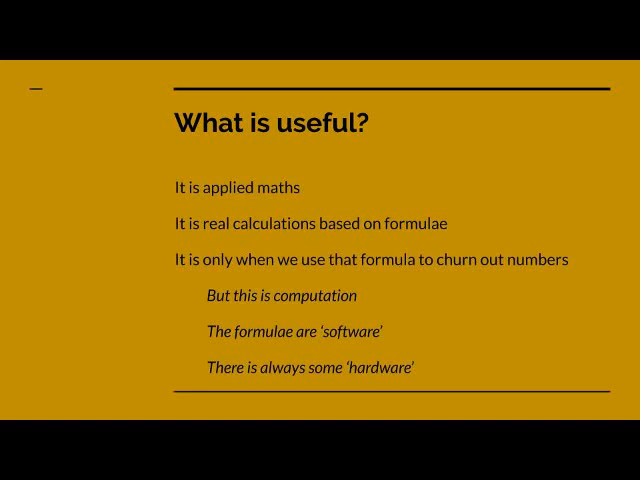 What is useful?
It is applied maths
It is real calculations based on formulae
It is only when we use that formula to churn out numbers
But this is computation
The formulae are ‘software’
There is always some ‘hardware’